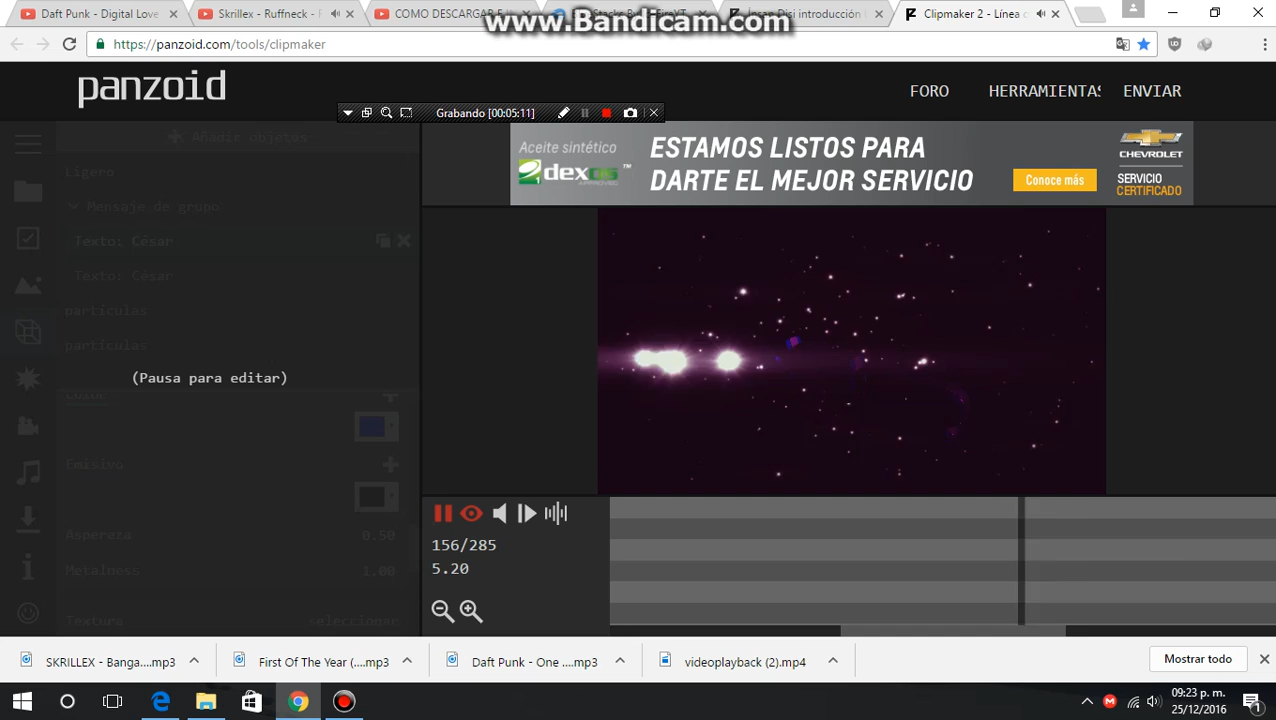 Daft Punk - Digital Love
Skrillex - Ruffneck - F
COMO DESCARGAR
Clipmaker 2 - Línea
www.Bandicam.com
https://panzoid.com/tools/clipmaker
panzoid
FORO
HERRAMIENTAS
ENVIAR
Grabando [00:05:11]
Añadir objetos
Aceite sintético
dexos™
APPROVED
ESTAMOS LISTOS PARA
DARTE EL MEJOR SERVICIO
Conoce más
CHEVROLET
SERVICIO
CERTIFICADO
Ligero
Mensaje de grupo
Texto: César
Texto: César
partículas
partículas
(Pausa para editar)
Emisivo
Aspereza 0.50
Metalness 1.00
Textura seleccionar
156/285
5.20
SKRILLEX - Banga....mp3
First Of The Year (....mp3
Daft Punk - One ....mp3
videoplayback (2).mp4
Mostrar todo
09:23 p. m.
25/12/2016